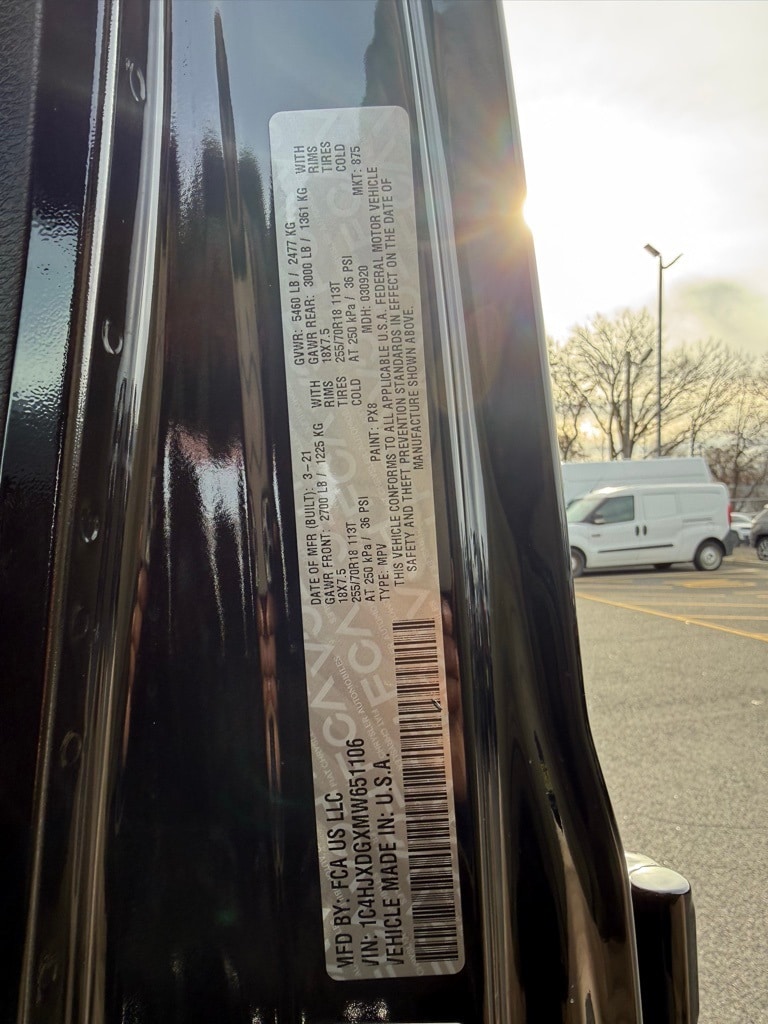 MFD BY: FCA US LLC
VIN: 1C4HJXDGXMW651106
VEHICLE MADE IN: U.S.A.
DATE OF MFR (BUILT): 3-21 GVWR: 5460 LB / 2477 KG
GAWR FRONT: 2700 LB / 1225 KG WITH GAWR REAR: 3000 LB / 1361 KG WITH
18X7.5 RIMS 18X7.5 RIMS
255/70R18 113T TIRES 255/70R18 113T TIRES
AT 250 kPa / 36 PSI COLD AT 250 kPa / 36 PSI COLD
TYPE: MPV PAINT: PX8 MDH: 030920 MKT: 875
THIS VEHICLE CONFORMS TO ALL APPLICABLE U.S.A. FEDERAL MOTOR VEHICLE
SAFETY AND THEFT PREVENTION STANDARDS IN EFFECT ON THE DATE OF
MANUFACTURE SHOWN ABOVE.